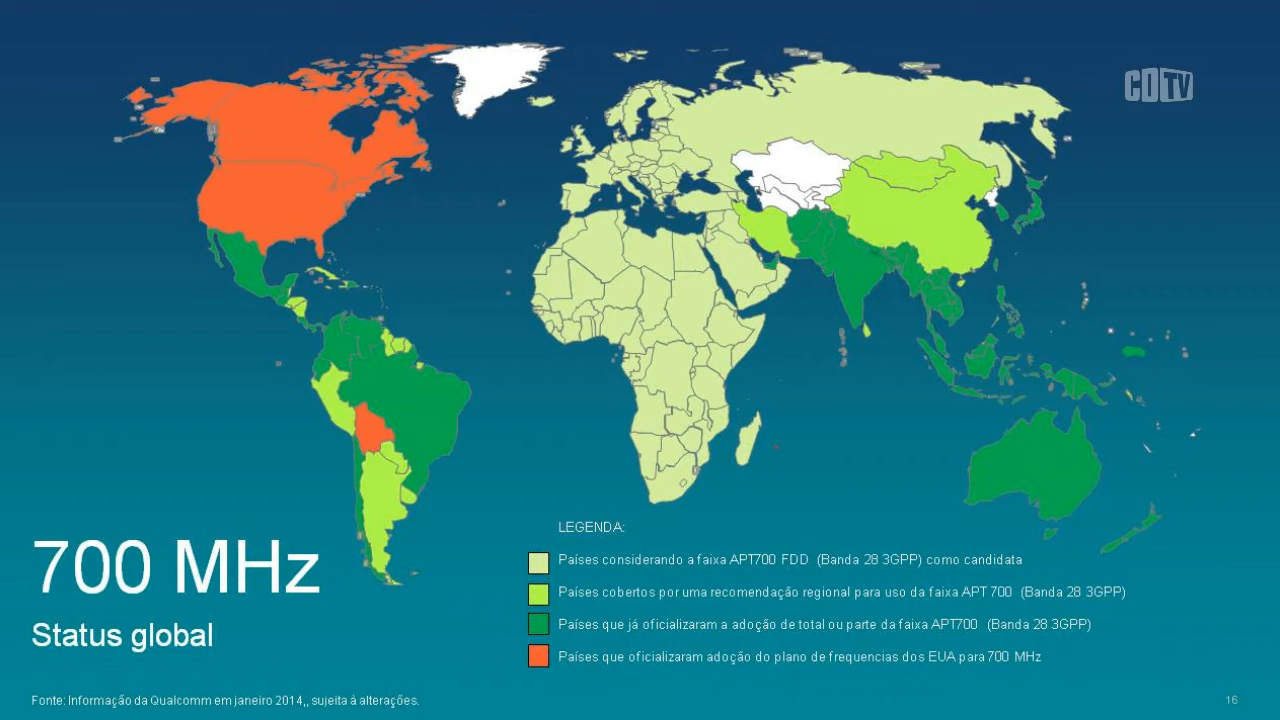 CDTV
700 MHz
Status global
LEGENDA:
Países considerando a faixa APT700 FDD (Banda 28 3GPP) como candidata
Países cobertos por uma recomendação regional para uso da faixa APT 700 (Banda 28 3GPP)
Países que já oficializaram a adoção de total ou parte da faixa APT700 (Banda 28 3GPP)
Países que oficializaram adoção do plano de frequencias dos EUA para 700 MHz
Fonte: Informação da Qualcomm em janeiro 2014,, sujeita à alterações.
16